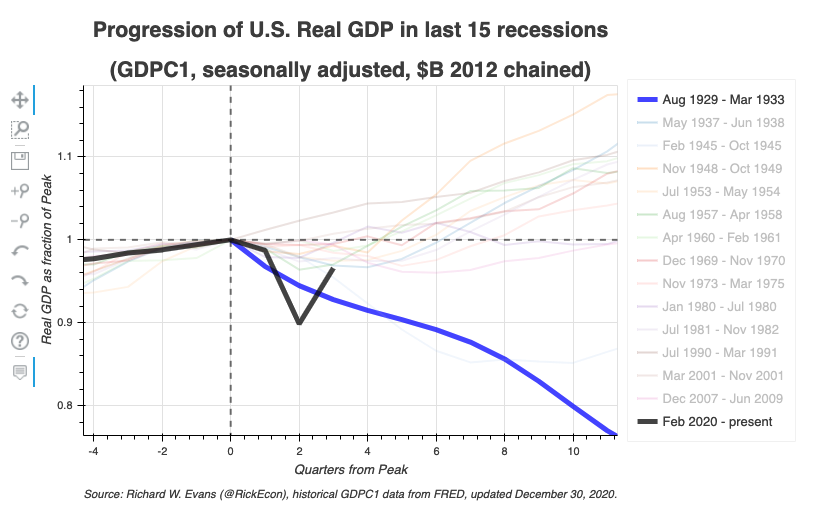 Progression of U.S. Real GDP in last 15 recessions
(GDPC1, seasonally adjusted, $B 2012 chained)
Real GDP as fraction of Peak
1.1
1
0.9
0.8
-4
-2
0
2
4
6
8
10
Quarters from Peak
Aug 1929 - Mar 1933
May 1937 - Jun 1938
Feb 1945 - Oct 1945
Nov 1948 - Oct 1949
Jul 1953 - May 1954
Aug 1957 - Apr 1958
Apr 1960 - Feb 1961
Dec 1969 - Nov 1970
Nov 1973 - Mar 1975
Jan 1980 - Jul 1980
Jul 1981 - Nov 1982
Jul 1990 - Mar 1991
Mar 2001 - Nov 2001
Dec 2007 - Jun 2009
Feb 2020 - present
Source: Richard W. Evans (@RickEcon), historical GDPC1 data from FRED, updated December 30, 2020.